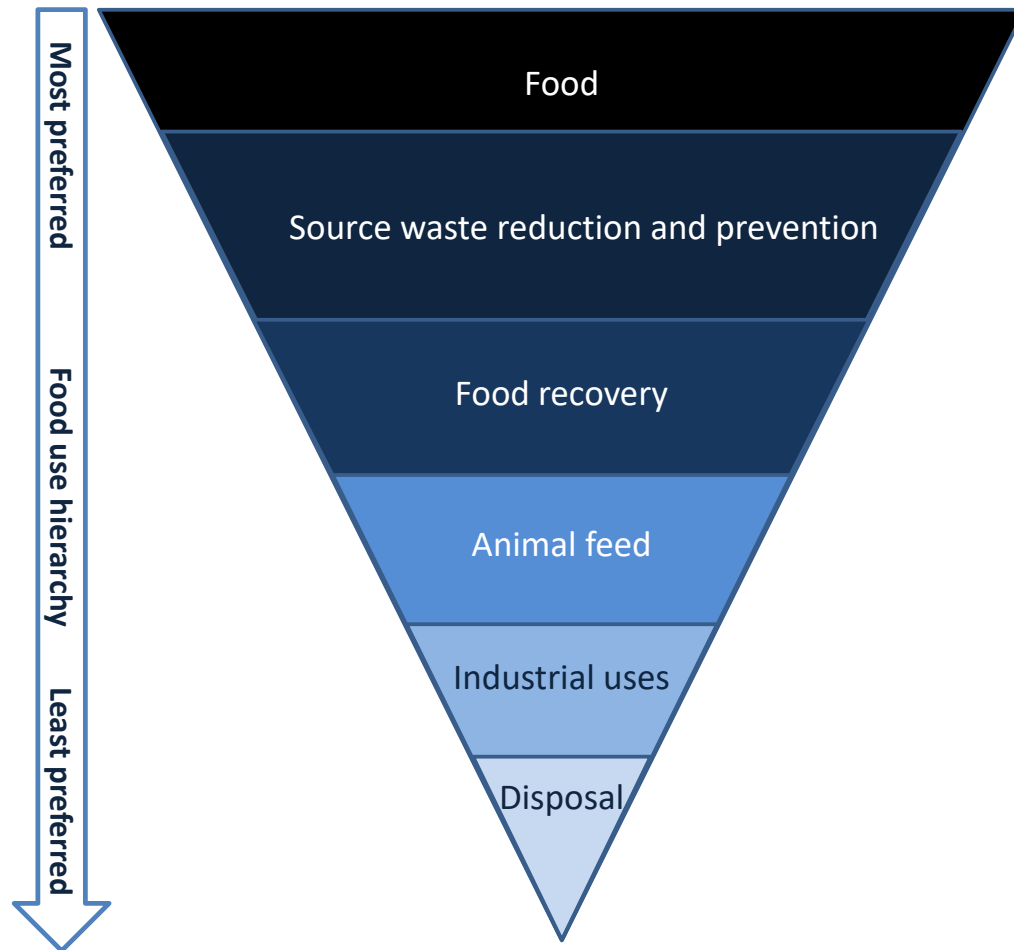 Most preferred
Food use hierarchy
Least preferred
Food
Source waste reduction and prevention
Food recovery
Animal feed
Industrial uses
Disposal